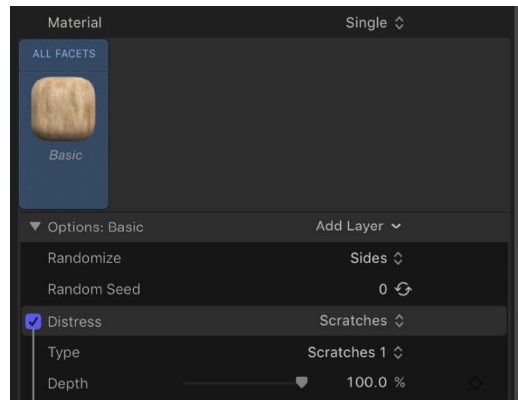 Material Single
ALL FACETS
Basic
Options: Basic Add Layer
Randomize Sides
Random Seed 0
Distress Scratches
Type Scratches 1
Depth 100.0 %